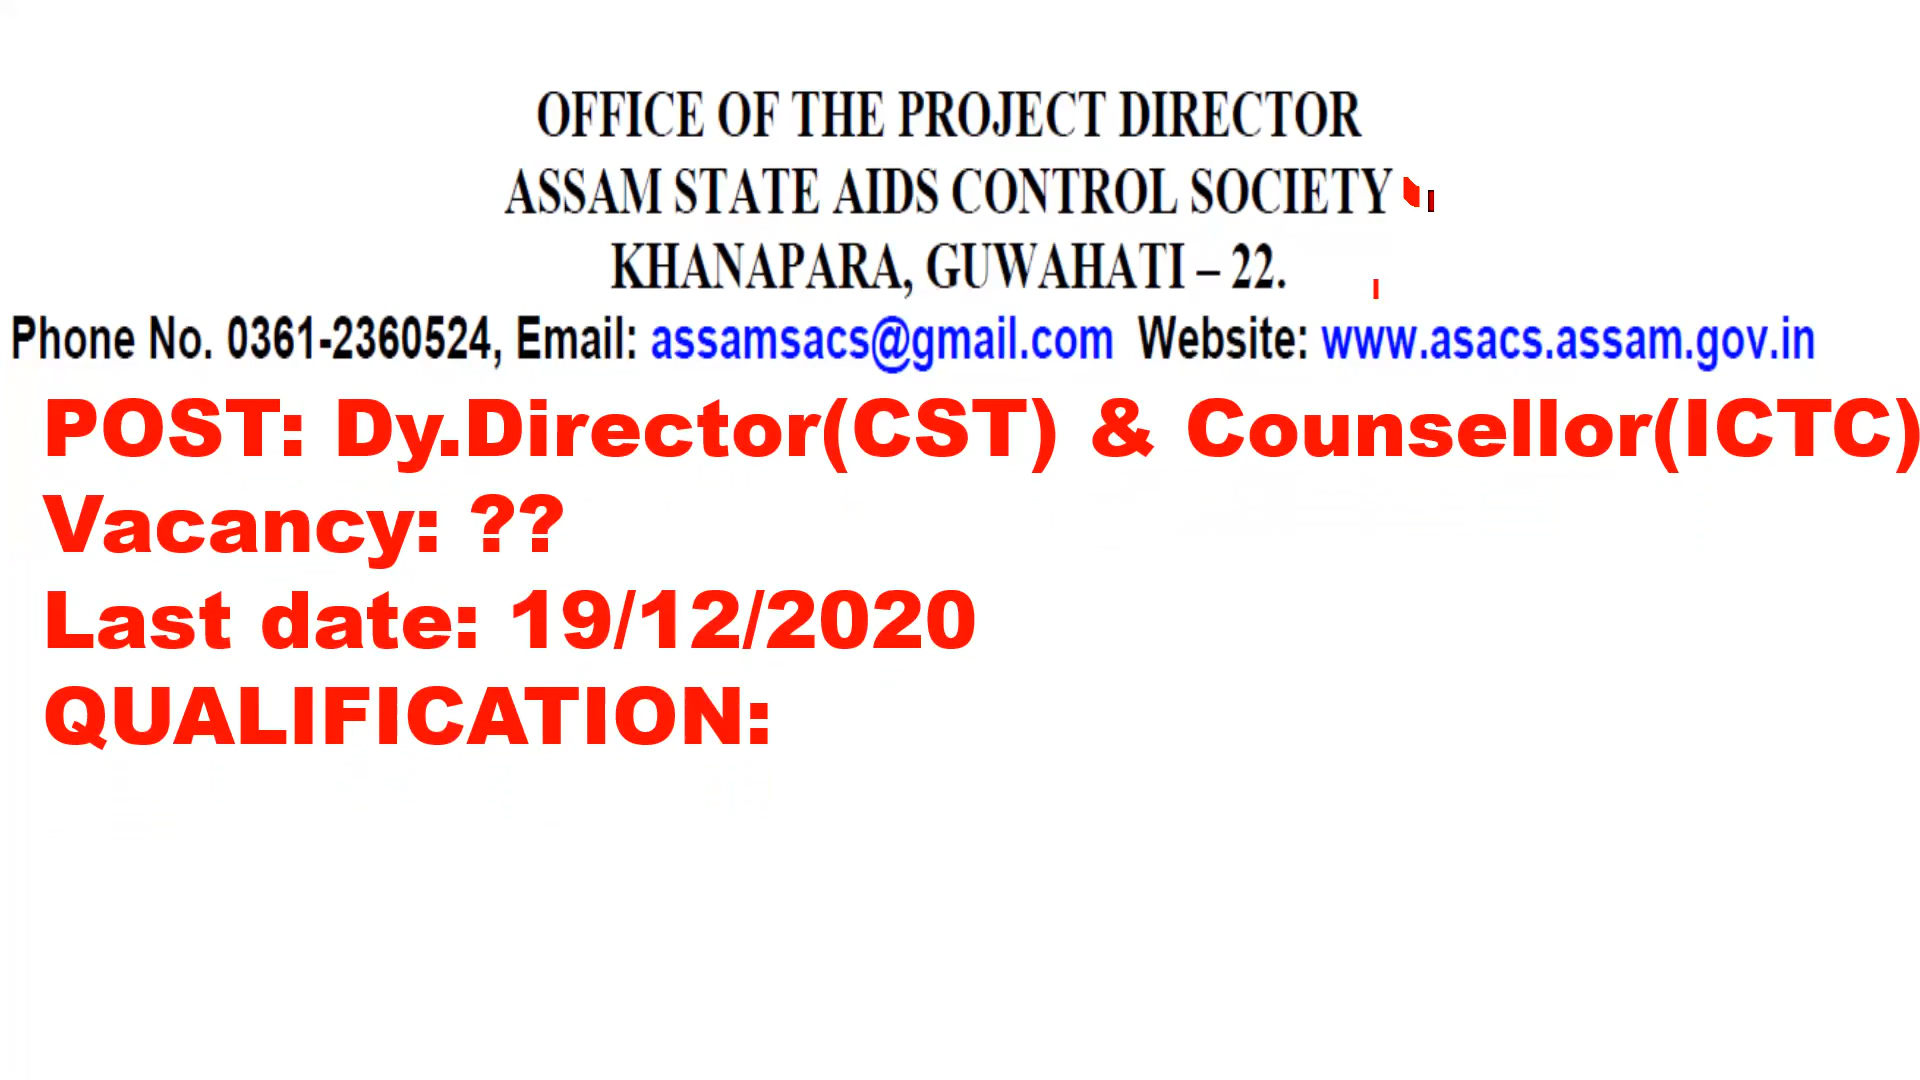 OFFICE OF THE PROJECT DIRECTOR
ASSAM STATE AIDS CONTROL SOCIETY
KHANAPARA, GUWAHATI – 22.
Phone No. 0361-2360524, Email: assamsacs@gmail.com Website: www.asacs.assam.gov.in
POST: Dy.Director(CST) & Counsellor(ICTC)
Vacancy: ??
Last date: 19/12/2020
QUALIFICATION: